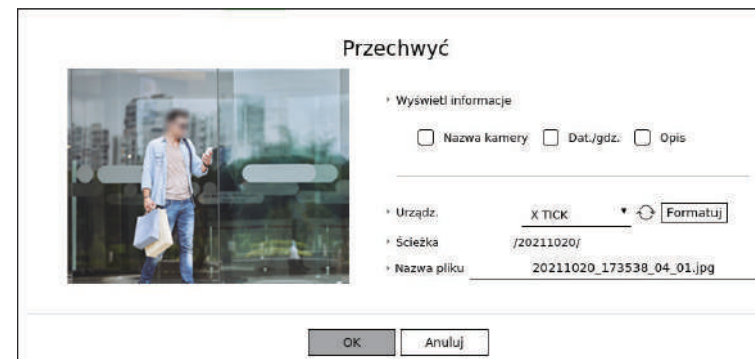 Przechwyć
Wyświetl informacje
Nazwa kamery Dat./gdz. Opis
Urządz. X TICK Formatuj
Ścieżka /20211020/
Nazwa pliku 20211020_173538_04_01.jpg
OK Anuluj